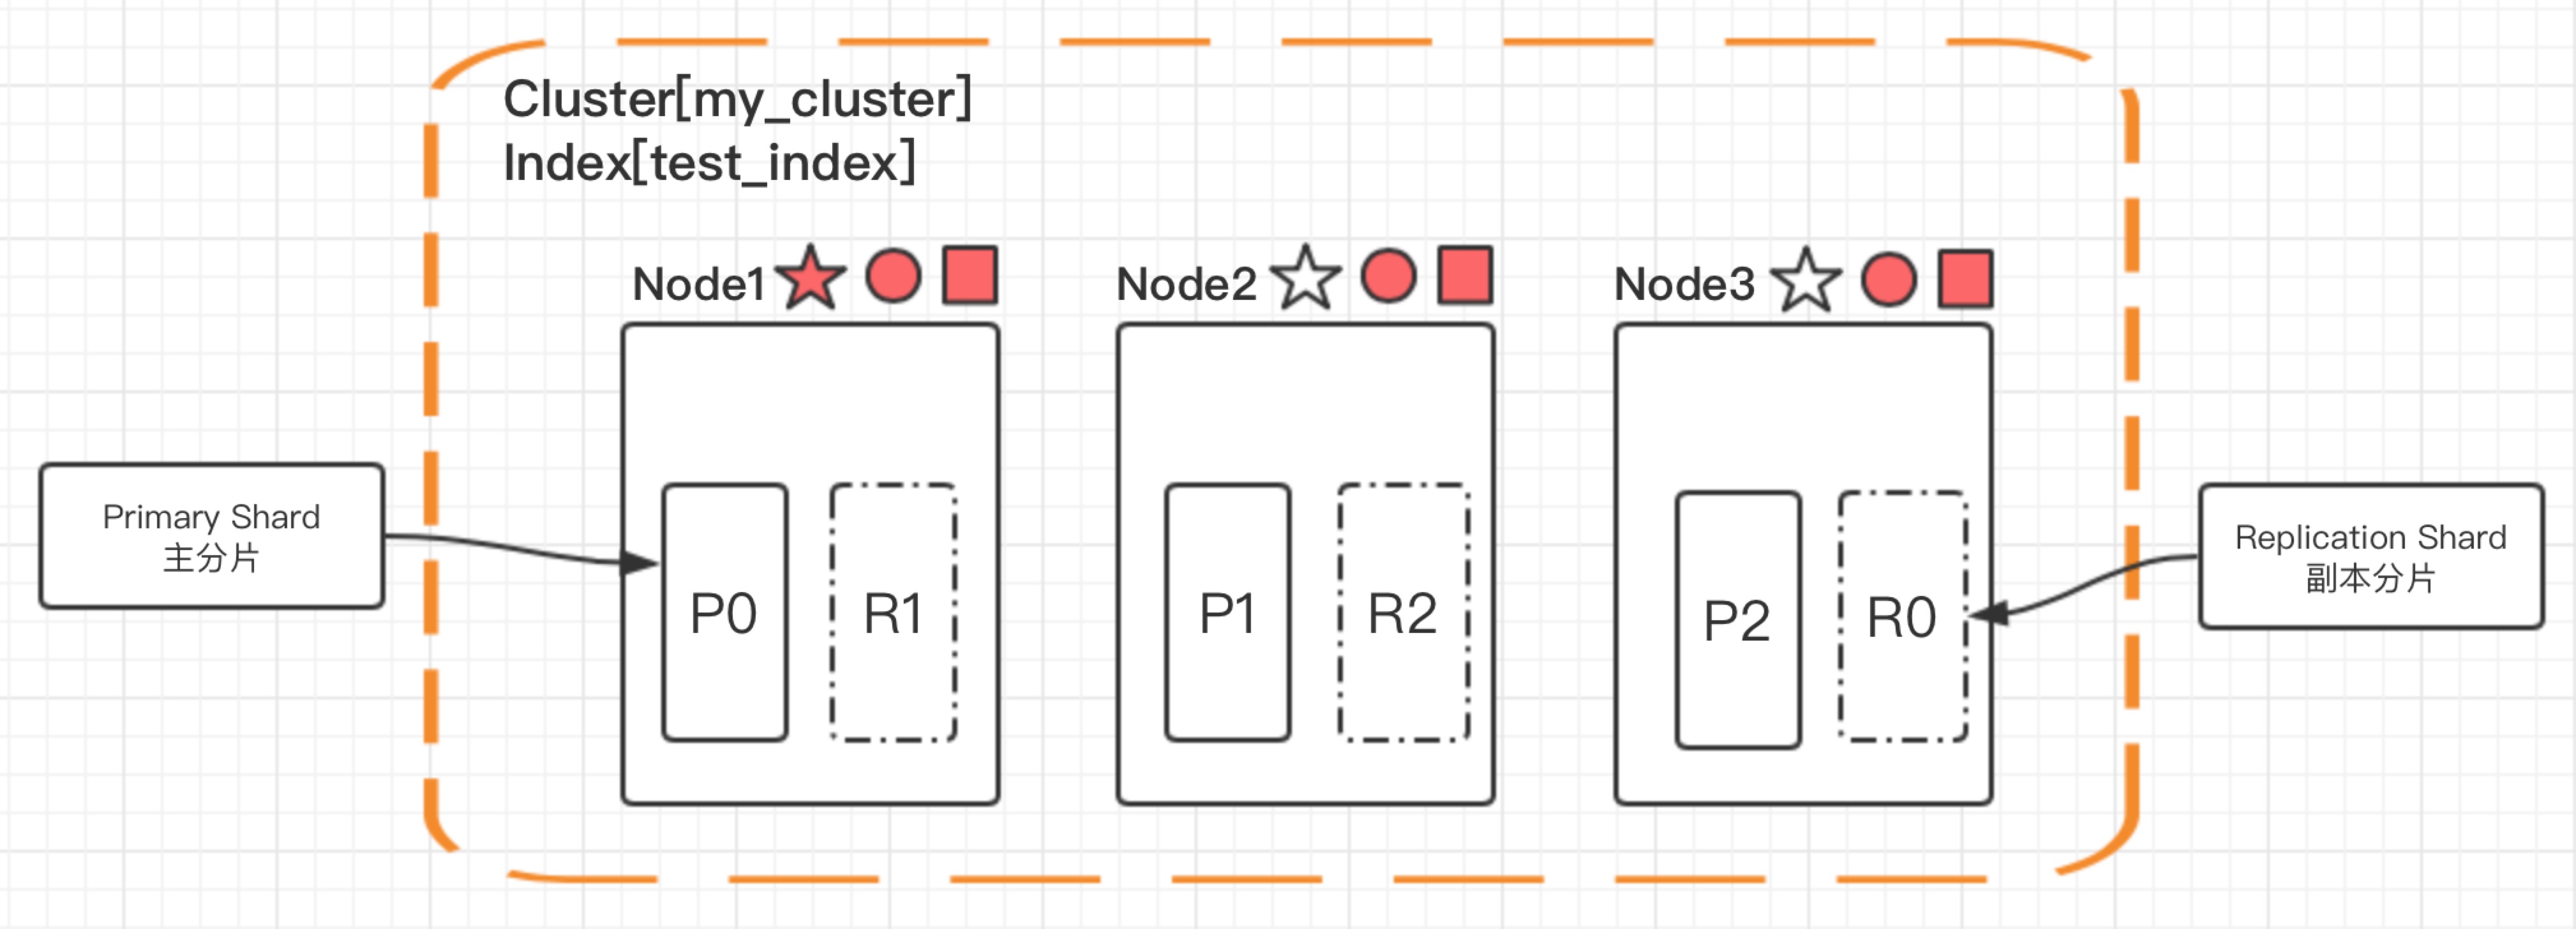 Cluster[my_cluster]
Index[test_index]
Node1
Node2
Node3
Primary Shard
主分片
P0
R1
P1
R2
P2
R0
Replication Shard
副本分片